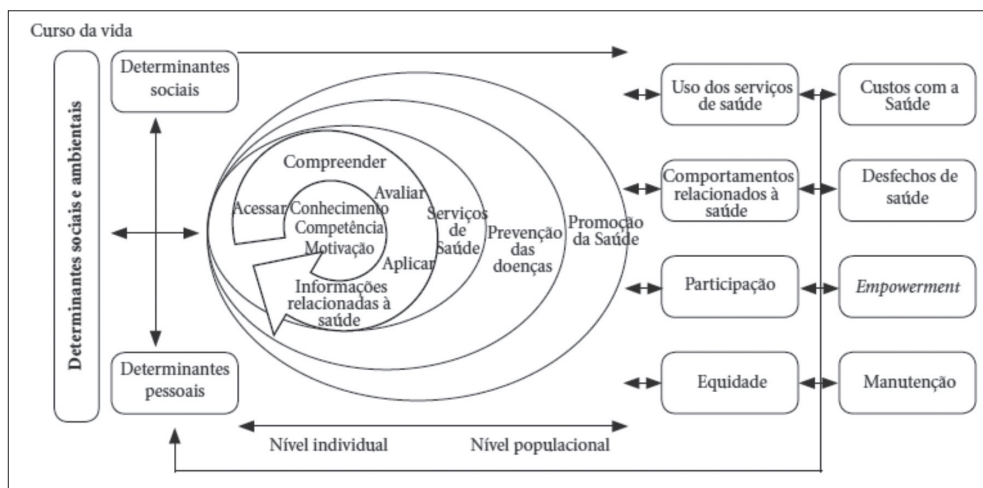 Curso da vida
Determinantes sociais e ambientais
Determinantes
sociais
Determinantes
pessoais
Compreender
Acessar
Avaliar
Conhecimento
Competência
Motivação
Aplicar
Informações
relacionadas à
saúde
Serviços
de
Saúde
Prevenção
das
doenças
Promoção
da Saúde
Nível individual
Nível populacional
Uso dos serviços
de saúde
Custos com a
Saúde
Comportamentos
relacionados à
saúde
Desfechos de
saúde
Participação
Empowerment
Equidade
Manutenção